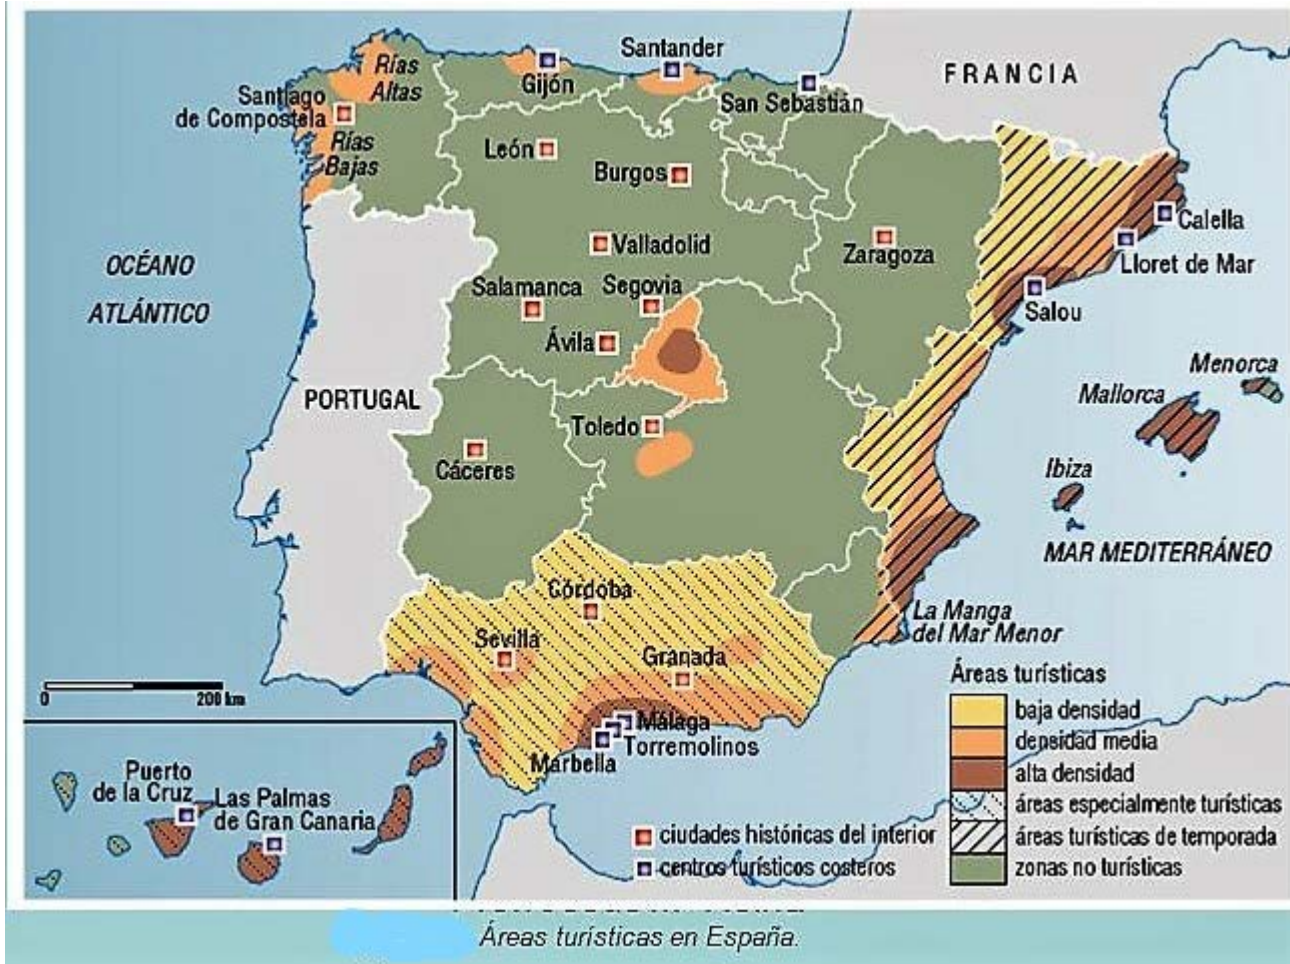 Santander
Gijón
San Sebastián
FRANCIA
Rías
Altas
Santiago
de Compostela
Rías
Bajas
León
Burgos
Valladolid
Zaragoza
Calella
Lloret de Mar
Salou
OCÉANO
ATLÁNTICO
Salamanca
Segovia
Ávila
PORTUGAL
Toledo
Cáceres
Menorca
Mallorca
Ibiza
MAR MEDITERRÁNEO
Córdoba
Sevilla
Granada
La Manga
del Mar Menor
Málaga
Torremolinos
Marbella
0
200 km
Puerto
de la Cruz
Las Palmas
de Gran Canaria
Áreas turísticas
baja densidad
densidad media
alta densidad
áreas especialmente turísticas
áreas turísticas de temporada
zonas no turísticas
ciudades históricas del interior
centros turísticos costeros
Áreas turísticas en España.